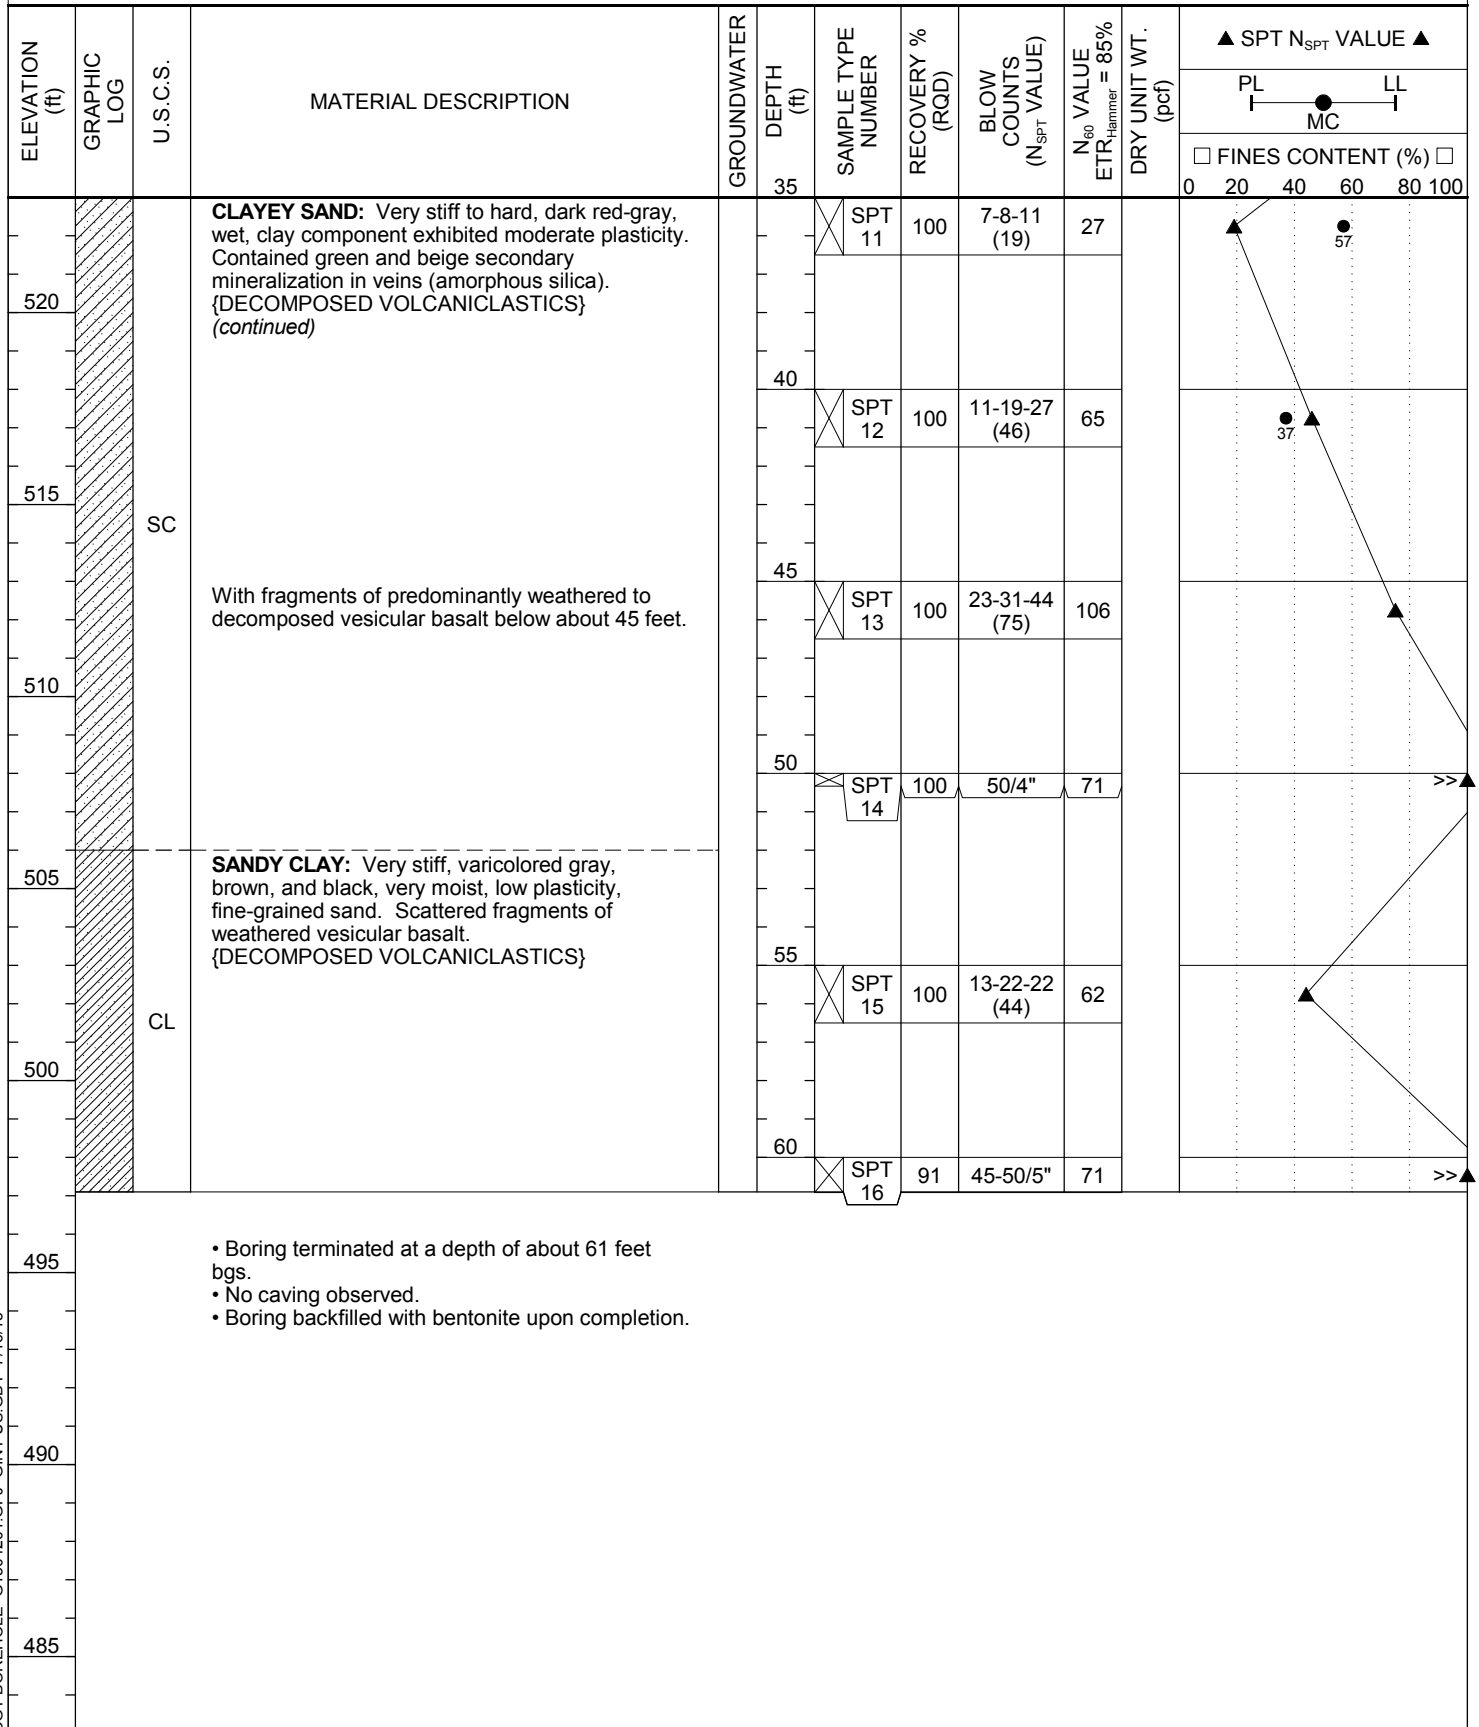 ELEVATION (ft)
GRAPHIC LOG
U.S.C.S.
MATERIAL DESCRIPTION
GROUNDWATER
DEPTH (ft)
35
SAMPLE TYPE NUMBER
RECOVERY % (RQD)
BLOW COUNTS (NSPT VALUE)
N60 VALUE ETRHammer = 85%
DRY UNIT WT. (pcf)
▲ SPT NSPT VALUE ▲
PL LL
MC
□ FINES CONTENT (%) □
0 20 40 60 80 100
CLAYEY SAND: Very stiff to hard, dark red-gray,
wet, clay component exhibited moderate plasticity.
Contained green and beige secondary
mineralization in veins (amorphous silica).
{DECOMPOSED VOLCANICLASTICS}
(continued)
SPT 11
100
7-8-11 (19)
27
57
520
40
SPT 12
100
11-19-27 (46)
65
37
515
SC
45
With fragments of predominantly weathered to
decomposed vesicular basalt below about 45 feet.
SPT 13
100
23-31-44 (75)
106
510
50
SPT 14
100
50/4"
71
>>▲
SANDY CLAY: Very stiff, varicolored gray,
brown, and black, very moist, low plasticity,
fine-grained sand. Scattered fragments of
weathered vesicular basalt.
{DECOMPOSED VOLCANICLASTICS}
505
55
SPT 15
100
13-22-22 (44)
62
CL
500
60
SPT 16
91
45-50/5"
71
>>▲
• Boring terminated at a depth of about 61 feet
bgs.
• No caving observed.
• Boring backfilled with bentonite upon completion.
495
490
485